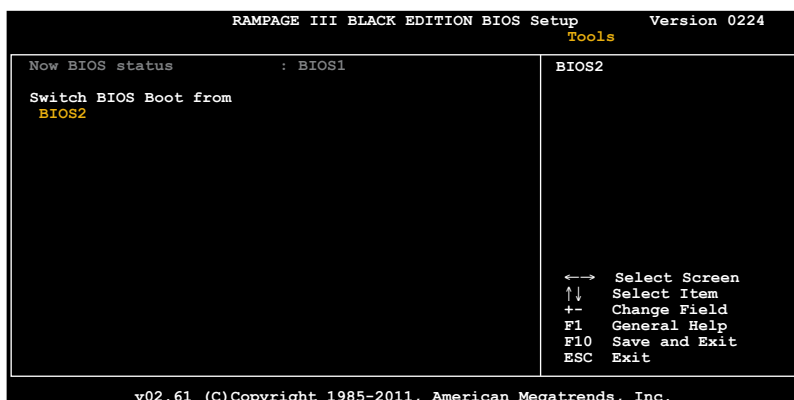 RAMPAGE III BLACK EDITION BIOS Setup Version 0224
Tools
Now BIOS status : BIOS1
Switch BIOS Boot from
BIOS2
BIOS2
←→ Select Screen
↑↓ Select Item
+- Change Field
F1 General Help
F10 Save and Exit
ESC Exit
v02.61 (C)Copyright 1985-2011, American Megatrends, Inc.